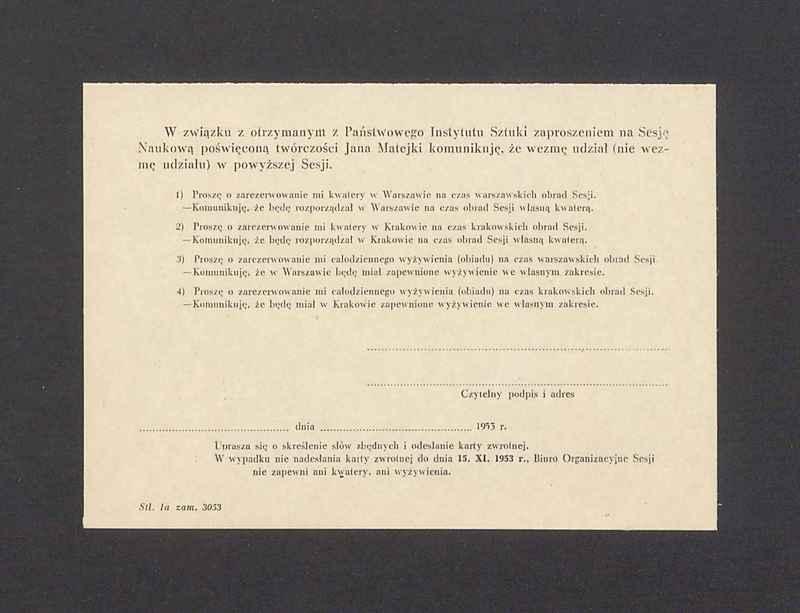 W związku z otrzymanym z Państwowego Instytutu Sztuki zaproszeniem na Sesję
Naukową poświęconą twórczości Jana Matejki komunikuję, że wezmę udział (nie wez-
mę udziału) w powyższej Sesji.
1) Proszę o zarezerwowanie mi kwatery w Warszawie na czas warszawskich obrad Sesji.
—Komunikuję, że będę rozporządzał w Warszawie na czas obrad Sesji własną kwaterą.
2) Proszę o zarezerwowanie mi kwatery w Krakowie na czas krakowskich obrad Sesji.
—Komunikuję, że będę rozporządzał w Krakowie na czas obrad Sesji własną kwaterą.
3) Proszę o zarezerwowanie mi całodziennego wyżywienia (obiadu) na czas warszawskich obrad Sesji
—Komunikuję, że w Warszawie będę miał zapewnione wyżywienie we własnym zakresie.
4) Proszę o zarezerwowanie mi całodziennego wyżywienia (obiadu) na czas krakowskich obrad Sesji.
—Komunikuję, że będę miał w Krakowie zapewnione wyżywienie we własnym zakresie.
Czytelny podpis i adres
dnia 1953 r.
Uprasza się o skreślenie słów zbędnych i odesłanie karty zwrotnej.
W wypadku nie nadesłania karty zwrotnej do dnia 15. XI. 1953 r., Biuro Organizacyjne Sesji
nie zapewni ani kwatery, ani wyżywienia.
Stl. 1a zam. 3053